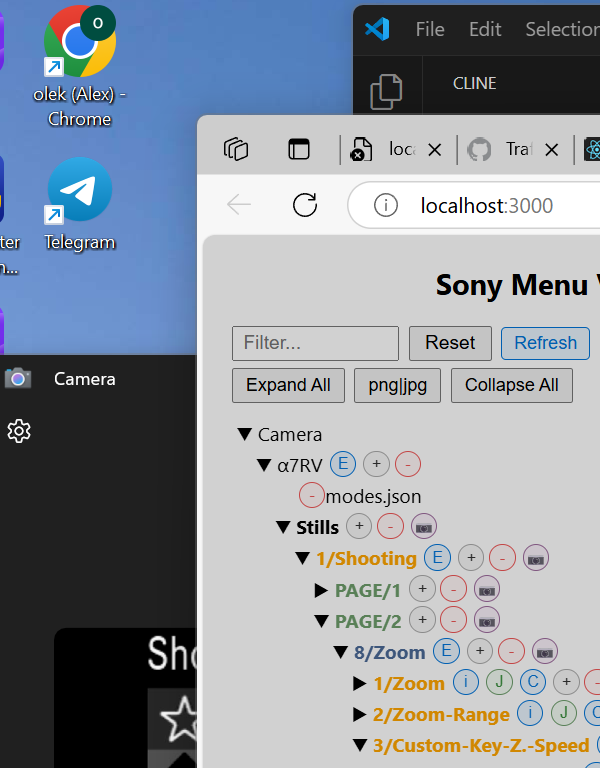 O
olek (Alex) -
Chrome
Telegram
ter
n...
File Edit Selection
CLINE
loca Tra
localhost:3000
Sony Menu V
Filter... Reset Refresh
Expand All png|jpg Collapse All
Camera
α7RV E + -
- modes.json
Stills + -
1/Shooting E + -
PAGE/1 + -
PAGE/2 + -
8/Zoom E + -
1/Zoom i J C + -
2/Zoom-Range i J C
3/Custom-Key-Z.-Speed
Camera
Sho